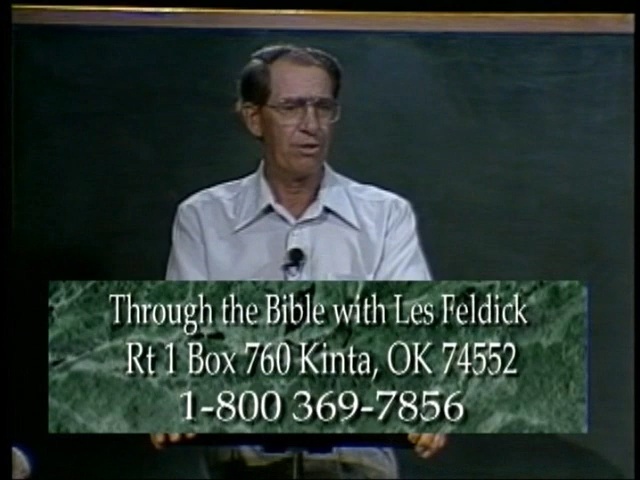 Through the Bible with Les Feldick
Rt 1 Box 760 Kinta, OK 74552
1-800 369-7856